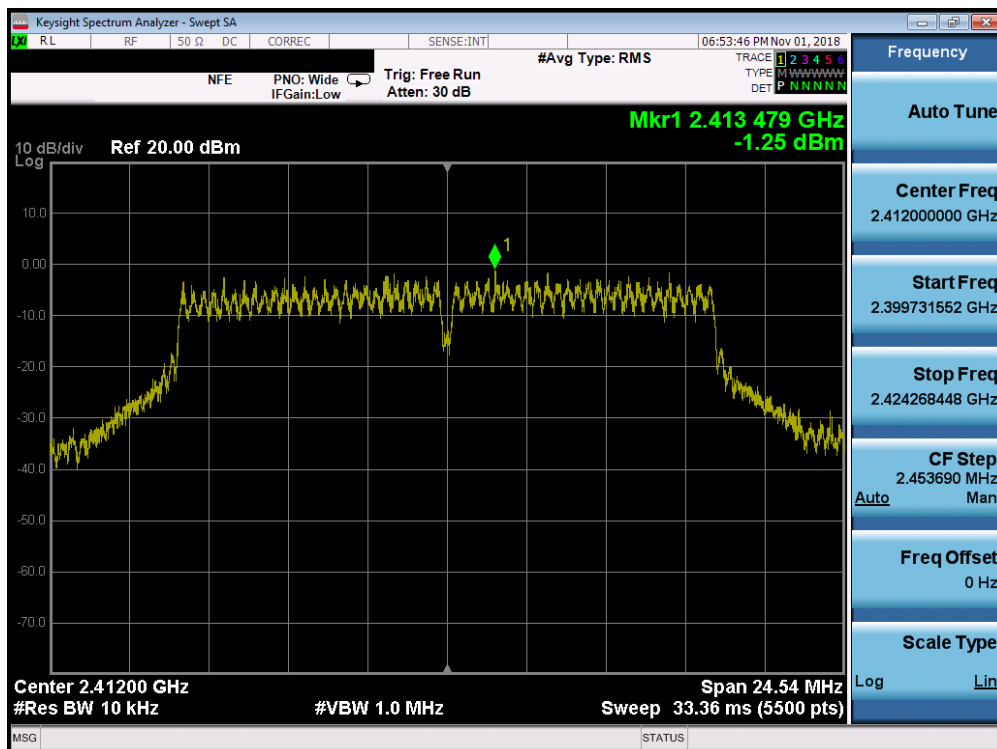 Keysight Spectrum Analyzer - Swept SA
LXI RL RF 50 Ω DC CORREC SENSE:INT 06:53:46 PM Nov 01, 2018
NFE PNO: Wide Trig: Free Run #Avg Type: RMS TRACE 1 2 3 4 5 6
IFGain:Low Atten: 30 dB TYPE M WWWWW
DET P N N N N N
Mkr1 2.413 479 GHz
-1.25 dBm
10 dB/div Ref 20.00 dBm
Log
10.0
0.00
1
-10.0
-20.0
-30.0
-40.0
-50.0
-60.0
-70.0
Center 2.41200 GHz Span 24.54 MHz
#Res BW 10 kHz #VBW 1.0 MHz Sweep 33.36 ms (5500 pts)
MSG STATUS
Frequency
Auto Tune
Center Freq
2.412000000 GHz
Start Freq
2.399731552 GHz
Stop Freq
2.424268448 GHz
CF Step
2.453690 MHz
Auto Man
Freq Offset
0 Hz
Scale Type
Log Lin